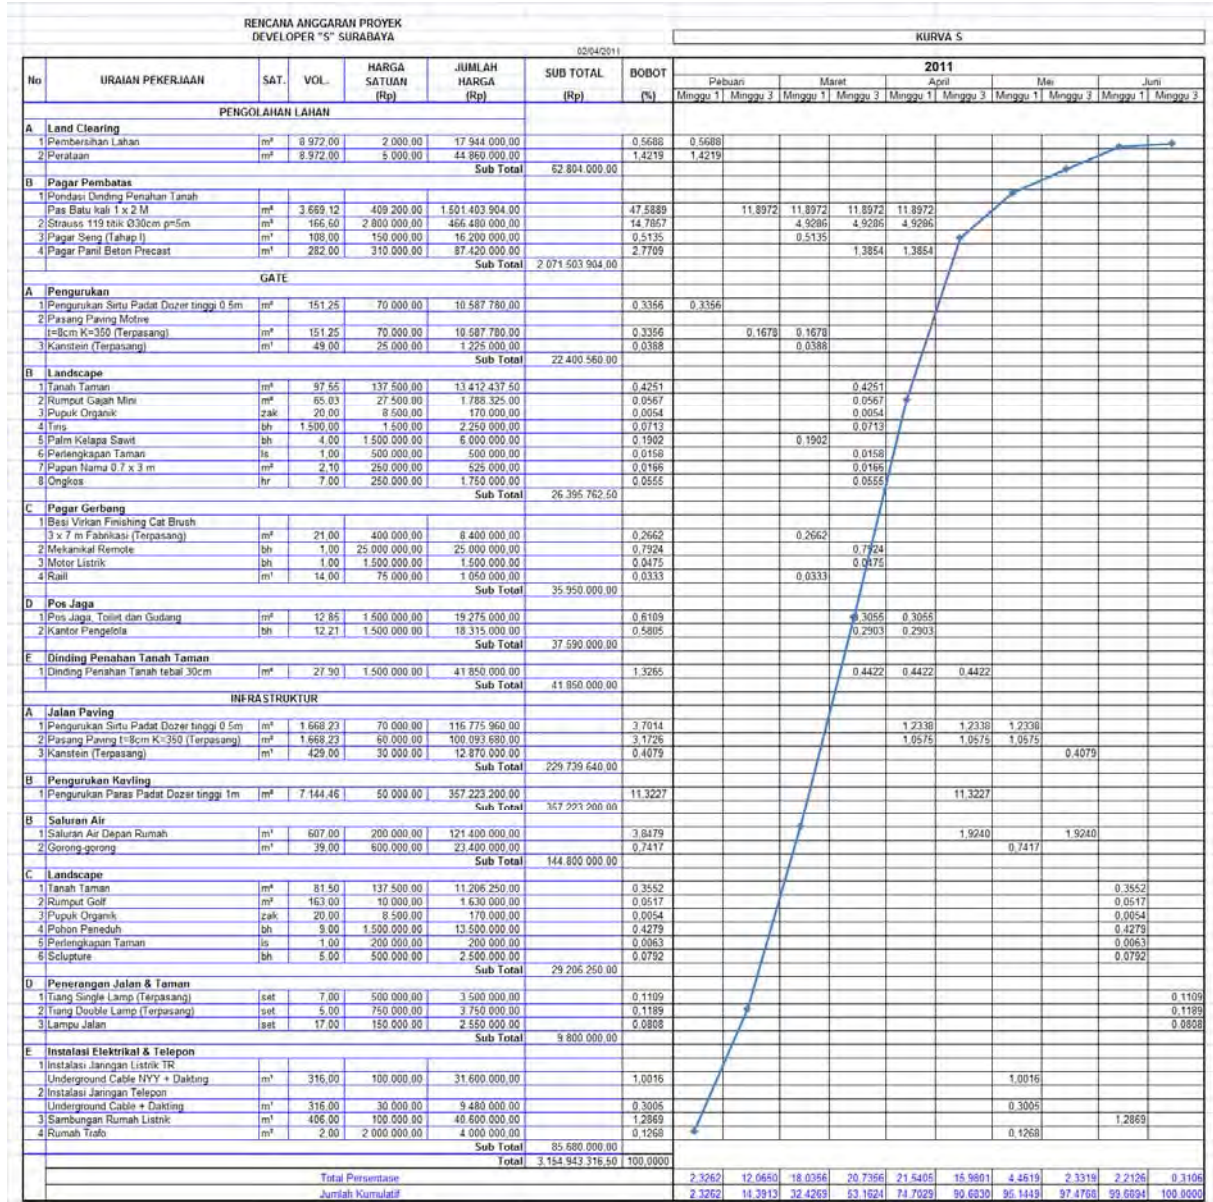 RENCANA ANGGARAN PROYEK
DEVELOPER "S" SURABAYA
KURVA S
02/04/2011
No URAIAN PEKERJAAN SAT. VOL. HARGA SATUAN (Rp) JUMLAH HARGA (Rp) SUB TOTAL (Rp) BOBOT (%) 2011
Pebuari Maret April Mei Juni
Minggu 1 Minggu 3 Minggu 1 Minggu 3 Minggu 1 Minggu 3 Minggu 1 Minggu 3 Minggu 1 Minggu 3
PENGOLAHAN LAHAN
A Land Clearing
1 Pembersihan Lahan m² 8.972,00 2.000,00 17.944.000,00 0,5688 0,5688
2 Perataan m² 8.972,00 5.000,00 44.860.000,00 1,4219 1,4219
Sub Total 62.804.000,00
B Pagar Pembatas
1 Pondasi Dinding Penahan Tanah
Pas Batu kali 1 x 2 M 3.669,12 409.200,00 1.501.403.904,00 47,5889 11,8972 11,8972 11,8972 11,8972
2 Strauss 119 titik Ø30cm p=5m 166,60 2.800.000,00 466.480.000,00 14,7857 4,9286 4,9286 4,9286
3 Pagar Seng (Tahap I) m¹ 108,00 150.000,00 16.200.000,00 0,5135 0,5135
4 Pagar Panil Beton Precast m¹ 282,00 310.000,00 87.420.000,00 2,7709 1,3854 1,3854
Sub Total 2.071.503.904,00
GATE
A Pengurukan
1 Pengurukan Sirtu Padat Dozer tinggi 0.5m 151,25 70.000,00 10.587.780,00 0,3356 0,3356
2 Pasang Paving Motive
t=8cm K=350 (Terpasang) 151,25 70.000,00 10.587.780,00 0,3356 0,1678 0,1678
3 Kanstein (Terpasang) m¹ 49,00 25.000,00 1.225.000,00 0,0388 0,0388
Sub Total 22.400.560,00
B Landscape
1 Tanah Taman 97,55 137.500,00 13.412.437,50 0,4251 0,4251
2 Rumput Gajah Mini 65,03 27.500,00 1.788.325,00 0,0567 0,0567
3 Pupuk Organik zak 20,00 8.500,00 170.000,00 0,0054 0,0054
4 Tiris bh 1.500,00 1.500,00 2.250.000,00 0,0713 0,0713
5 Palm Kelapa Sawit bh 4,00 1.500.000,00 6.000.000,00 0,1902 0,1902
6 Perlengkapan Taman ls 1,00 500.000,00 500.000,00 0,0158 0,0158
7 Papan Nama 0.7 x 3 m 2,10 250.000,00 525.000,00 0,0166 0,0166
8 Ongkos hr 7,00 250.000,00 1.750.000,00 0,0555 0,0555
Sub Total 26.395.762,50
C Pagar Gerbang
1 Besi Virkan Finishing Cat Brush
3 x 7 m Fabrikasi (Terpasang) 21,00 400.000,00 8.400.000,00 0,2662 0,2662
2 Mekanikal Remote bh 1,00 25.000.000,00 25.000.000,00 0,7924 0,7924
3 Motor Listrik bh 1,00 1.500.000,00 1.500.000,00 0,0475 0,0475
4 Raill m¹ 14,00 75.000,00 1.050.000,00 0,0333 0,0333
Sub Total 35.950.000,00
D Pos Jaga
1 Pos Jaga, Toilet dan Gudang 12,85 1.500.000,00 19.275.000,00 0,6109 0,3055 0,3055
2 Kantor Pengelola bh 12,21 1.500.000,00 18.315.000,00 0,5805 0,2903 0,2903
Sub Total 37.590.000,00
E Dinding Penahan Tanah Taman
1 Dinding Penahan Tanah tebal 30cm 27,90 1.500.000,00 41.850.000,00 1,3265 0,4422 0,4422 0,4422
Sub Total 41.850.000,00
INFRASTRUKTUR
A Jalan Paving
1 Pengurukan Sirtu Padat Dozer tinggi 0.5m 1.668,23 70.000,00 116.775.960,00 3,7014 1,2338 1,2338 1,2338
2 Pasang Paving t=8cm K=350 (Terpasang) 1.668,23 60.000,00 100.093.680,00 3,1726 1,0575 1,0575 1,0575
3 Kanstein (Terpasang) m¹ 429,00 30.000,00 12.870.000,00 0,4079 0,4079
Sub Total 229.739.640,00
B Pengurukan Kavling
1 Pengurukan Paras Padat Dozer tinggi 1m 7.144,46 50.000,00 357.223.200,00 11,3227 11,3227
Sub Total 357.223.200,00
B Saluran Air
1 Saluran Air Depan Rumah m¹ 607,00 200.000,00 121.400.000,00 3,8479 1,9240 1,9240
2 Gorong-gorong m¹ 39,00 600.000,00 23.400.000,00 0,7417 0,7417
Sub Total 144.800.000,00
C Landscape
1 Tanah Taman 81,50 137.500,00 11.206.250,00 0,3552 0,3552
2 Rumput Golf 163,00 10.000,00 1.630.000,00 0,0517 0,0517
3 Pupuk Organik zak 20,00 8.500,00 170.000,00 0,0054 0,0054
4 Pohon Peneduh bh 9,00 1.500.000,00 13.500.000,00 0,4279 0,4279
5 Perlengkapan Taman ls 1,00 200.000,00 200.000,00 0,0063 0,0063
6 Sclupture bh 5,00 500.000,00 2.500.000,00 0,0792 0,0792
Sub Total 29.206.250,00
D Penerangan Jalan & Taman
1 Tiang Single Lamp (Terpasang) set 7,00 500.000,00 3.500.000,00 0,1109 0,1109
2 Tiang Double Lamp (Terpasang) set 5,00 750.000,00 3.750.000,00 0,1189 0,1189
3 Lampu Jalan set 17,00 150.000,00 2.550.000,00 0,0808 0,0808
Sub Total 9.800.000,00
E Instalasi Elektrikal & Telepon
1 Instalasi Jaringan Listrik TR
Underground Cable NYY + Dakting m¹ 316,00 100.000,00 31.600.000,00 1,0016 1,0016
2 Instalasi Jaringan Telepon
Underground Cable + Dakting m¹ 316,00 30.000,00 9.480.000,00 0,3005 0,3005
3 Sambungan Rumah Listrik m¹ 406,00 100.000,00 40.600.000,00 1,2869 1,2869
4 Rumah Trafo 2,00 2.000.000,00 4.000.000,00 0,1268 0,1268
Sub Total 85.680.000,00
Total 3.154.943.316,50 100,0000
Total Persentase 2,3262 12,0650 18,0356 20,7356 21,5405 15,9801 4,4619 2,3319 2,2126 0,3106
Jumlah Kumulatif 2,3262 14,3913 32,4269 53,1624 74,7029 90,6830 95,1449 97,4768 99,6894 100,0000